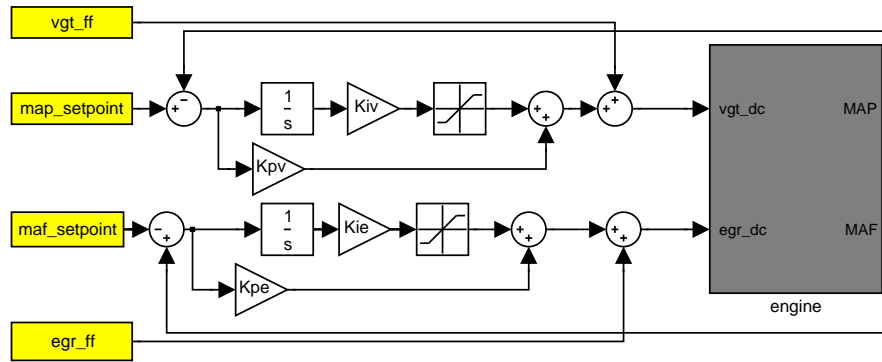 vgt_ff
map_setpoint
+
−
1
s
Kiv
Kpv
+
+
+
+
vgt_dc
MAP
maf_setpoint
-
+
1
s
Kie
Kpe
+
+
+
+
egr_dc
MAF
engine
egr_ff